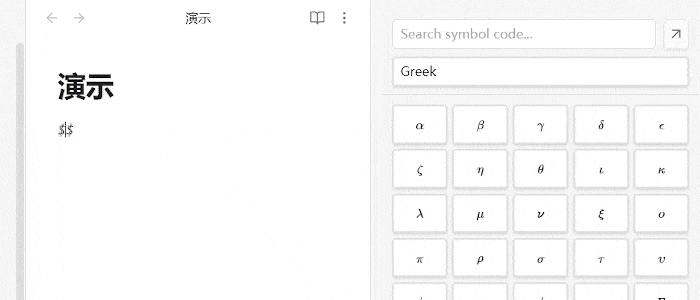 演示
演示
$$
Search symbol code...
Greek
α β γ δ ϵ
ζ η θ ι κ
λ μ ν ξ ο
π ρ σ τ υ